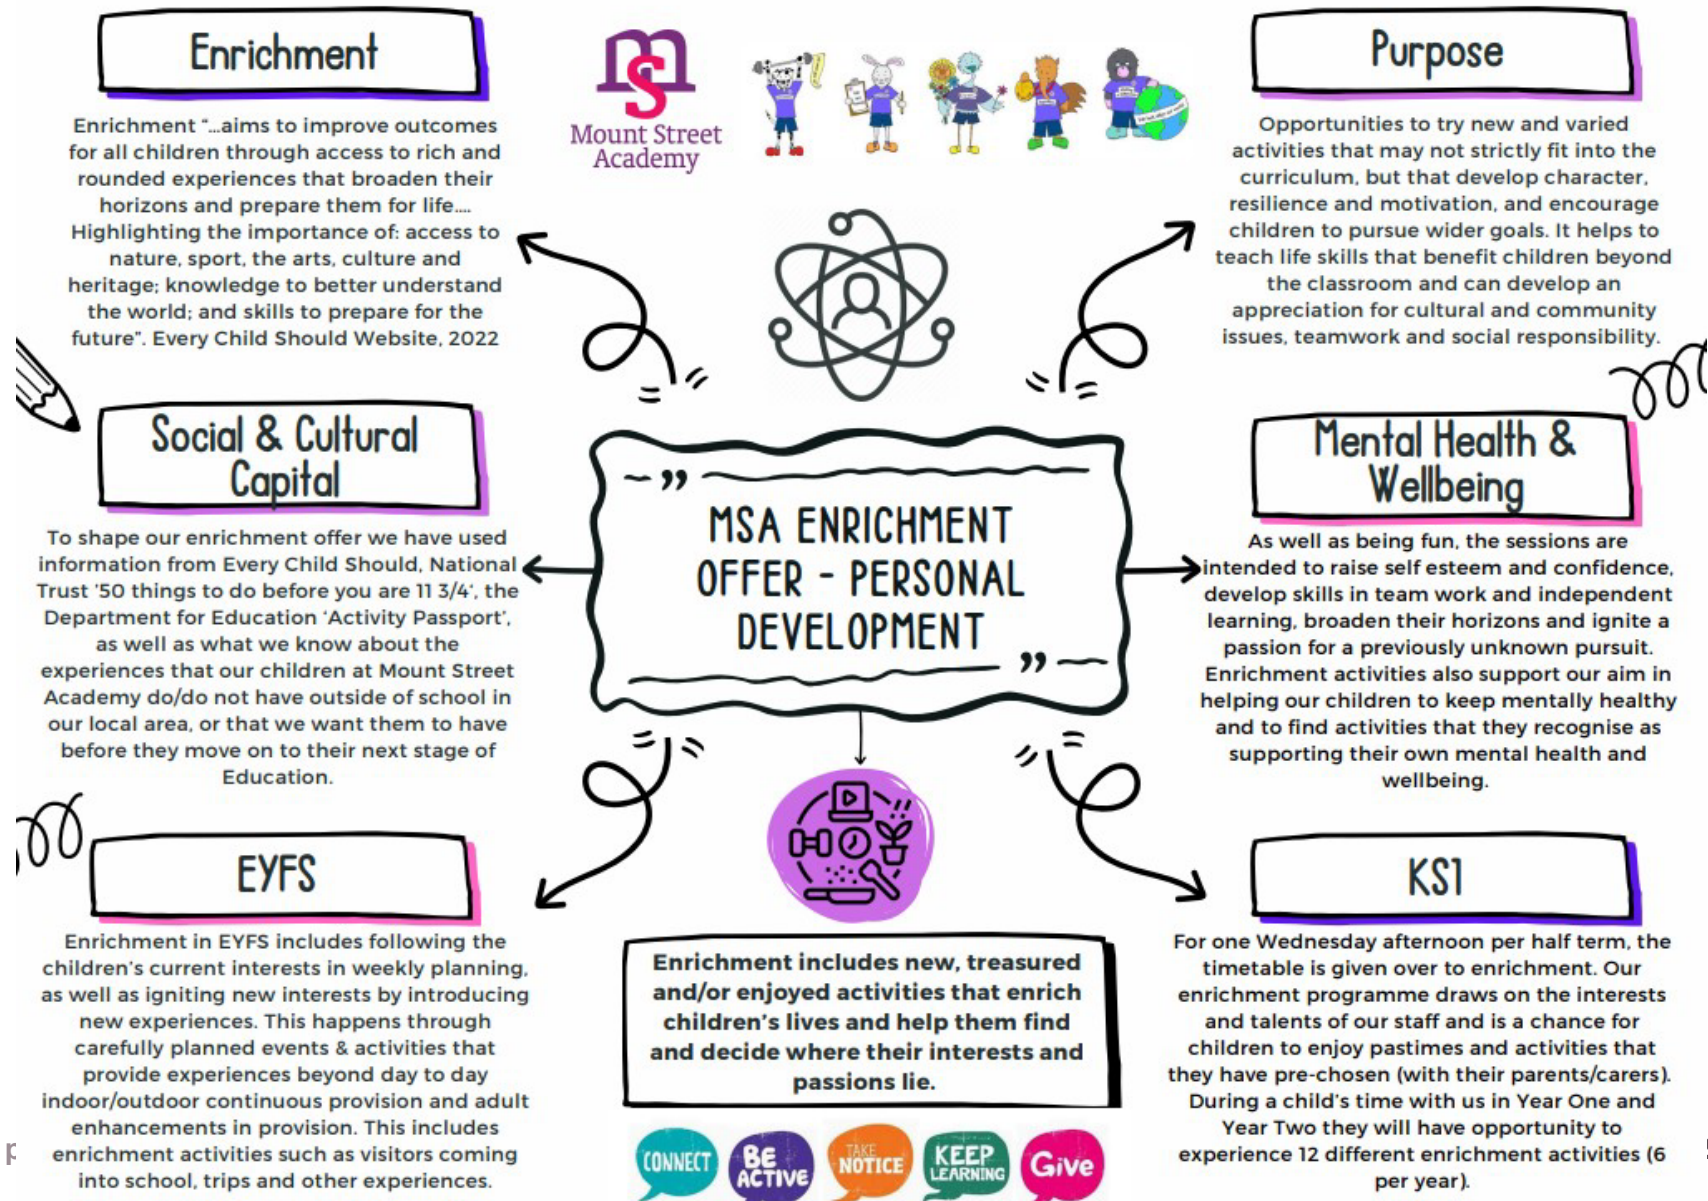 Enrichment
Enrichment “...aims to improve outcomes
for all children through access to rich and
rounded experiences that broaden their
horizons and prepare them for life....
Highlighting the importance of: access to
nature, sport, the arts, culture and
heritage; knowledge to better understand
the world; and skills to prepare for the
future”. Every Child Should Website, 2022
Mount Street
Academy
Purpose
Opportunities to try new and varied
activities that may not strictly fit into the
curriculum, but that develop character,
resilience and motivation, and encourage
children to pursue wider goals. It helps to
teach life skills that benefit children beyond
the classroom and can develop an
appreciation for cultural and community
issues, teamwork and social responsibility.
Social & Cultural
Capital
To shape our enrichment offer we have used
information from Every Child Should, National
Trust ‘50 things to do before you are 11 3/4‘, the
Department for Education ‘Activity Passport’,
as well as what we know about the
experiences that our children at Mount Street
Academy do/do not have outside of school in
our local area, or that we want them to have
before they move on to their next stage of
Education.
MSA ENRICHMENT
OFFER - PERSONAL
DEVELOPMENT
Mental Health &
Wellbeing
As well as being fun, the sessions are
intended to raise self esteem and confidence,
develop skills in team work and independent
learning, broaden their horizons and ignite a
passion for a previously unknown pursuit.
Enrichment activities also support our aim in
helping our children to keep mentally healthy
and to find activities that they recognise as
supporting their own mental health and
wellbeing.
EYFS
Enrichment in EYFS includes following the
children’s current interests in weekly planning,
as well as igniting new interests by introducing
new experiences. This happens through
carefully planned events & activities that
provide experiences beyond day to day
indoor/outdoor continuous provision and adult
enhancements in provision. This includes
enrichment activities such as visitors coming
into school, trips and other experiences.
Enrichment includes new, treasured
and/or enjoyed activities that enrich
children’s lives and help them find
and decide where their interests and
passions lie.
CONNECT
BE
ACTIVE
TAKE
NOTICE
KEEP
LEARNING
Give
KS1
For one Wednesday afternoon per half term, the
timetable is given over to enrichment. Our
enrichment programme draws on the interests
and talents of our staff and is a chance for
children to enjoy pastimes and activities that
they have pre-chosen (with their parents/carers).
During a child’s time with us in Year One and
Year Two they will have opportunity to
experience 12 different enrichment activities (6
per year).